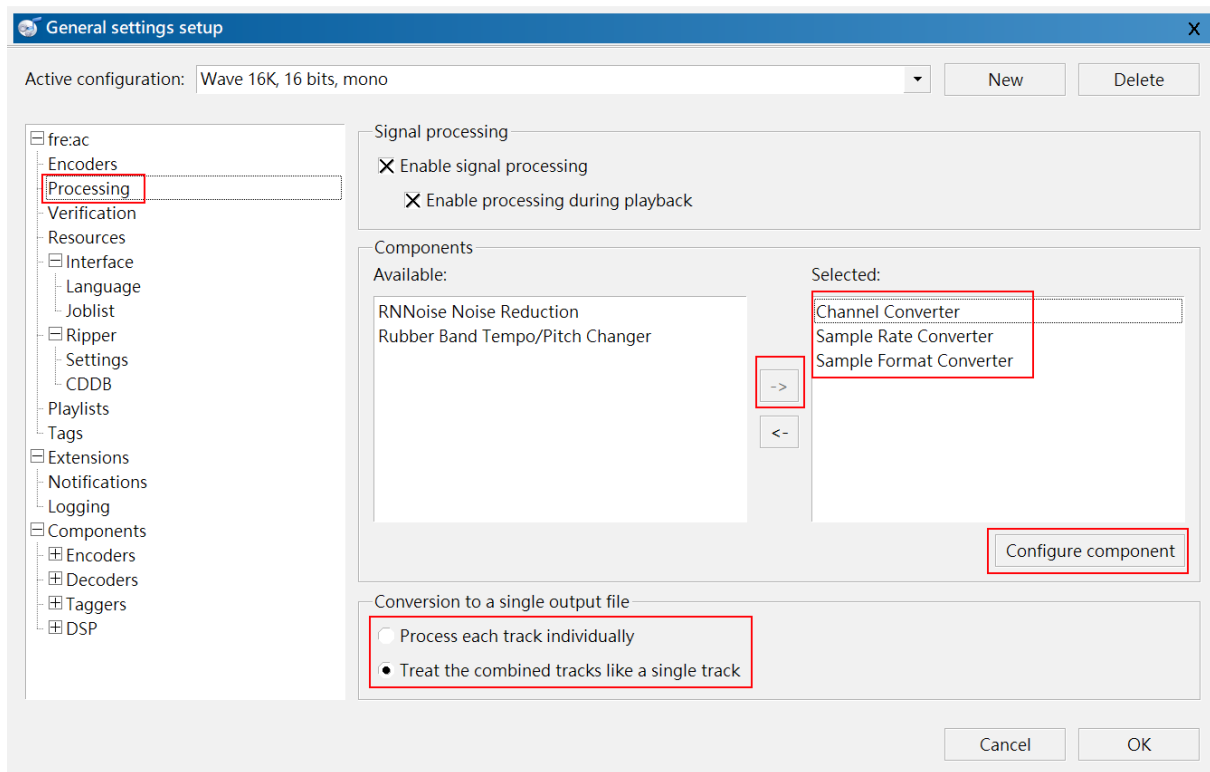 General settings setup
X
Active configuration: Wave 16K, 16 bits, mono
New
Delete
fre:ac
Encoders
Processing
Verification
Resources
Interface
Language
Joblist
Ripper
Settings
CDDB
Playlists
Tags
Extensions
Notifications
Logging
Components
Encoders
Decoders
Taggers
DSP
Signal processing
Enable signal processing
Enable processing during playback
Components
Available:
RNNoise Noise Reduction
Rubber Band Tempo/Pitch Changer
->
<-
Selected:
Channel Converter
Sample Rate Converter
Sample Format Converter
Configure component
Conversion to a single output file
Process each track individually
Treat the combined tracks like a single track
Cancel
OK